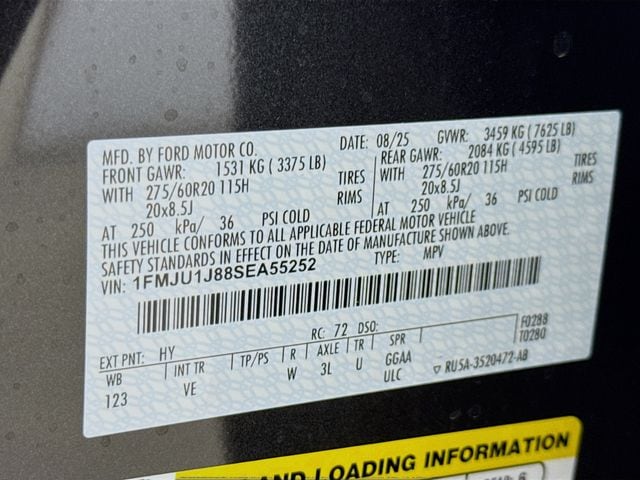 MFD. BY FORD MOTOR CO. DATE: 08/25 GVWR: 3459 KG (7625 LB)
FRONT GAWR: 1531 KG (3375 LB) REAR GAWR: 2084 KG (4595 LB)
WITH 275/60R20 115H TIRES WITH 275/60R20 115H TIRES
20x8.5J RIMS 20x8.5J RIMS
AT 250 kPa/ 36 PSI COLD AT 250 kPa/ 36 PSI COLD
THIS VEHICLE CONFORMS TO ALL APPLICABLE FEDERAL MOTOR VEHICLE
SAFETY STANDARDS IN EFFECT ON THE DATE OF MANUFACTURE SHOWN ABOVE.
VIN: 1FMJU1J88SEA55252 TYPE: MPV
F0288
T0280
EXT PNT: HY RC: 72 DSO:
WB INT TR TP/PS R AXLE TR SPR
123 VE W 3L U GGAA
ULC
RU5A-3520472-AB
AND LOADING INFORMATION